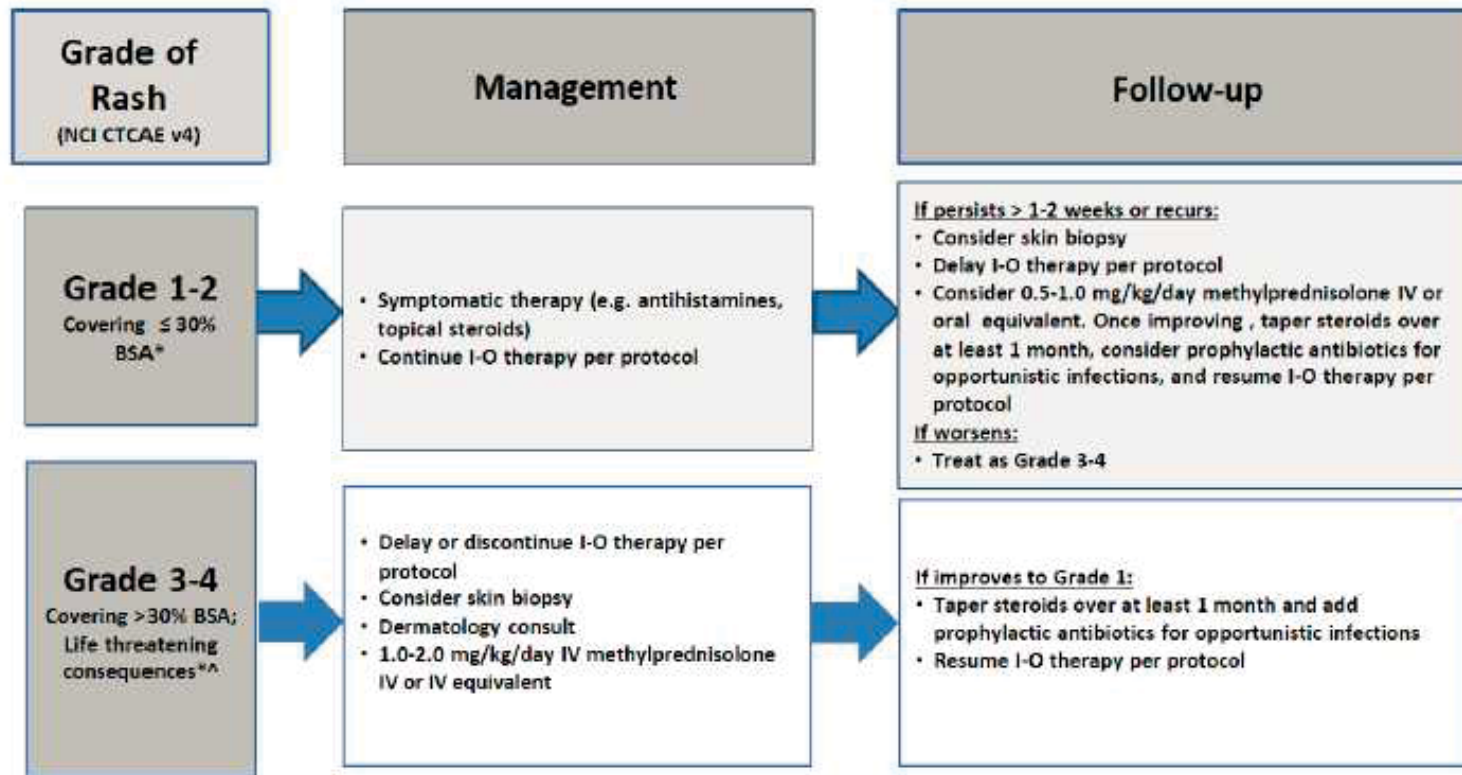 Grade of
Rash
(NCI CTCAE v4)
Management
Follow-up
Grade 1-2
Covering ≤ 30%
BSA*
• Symptomatic therapy (e.g. antihistamines,
topical steroids)
• Continue I-O therapy per protocol
If persists > 1-2 weeks or recurs:
• Consider skin biopsy
• Delay I-O therapy per protocol
• Consider 0.5-1.0 mg/kg/day methylprednisolone IV or
oral equivalent. Once improving , taper steroids over
at least 1 month, consider prophylactic antibiotics for
opportunistic infections, and resume I-O therapy per
protocol
If worsens:
• Treat as Grade 3-4
Grade 3-4
Covering >30% BSA;
Life threatening
consequences*^
• Delay or discontinue I-O therapy per
protocol
• Consider skin biopsy
• Dermatology consult
• 1.0-2.0 mg/kg/day IV methylprednisolone
IV or IV equivalent
If improves to Grade 1:
• Taper steroids over at least 1 month and add
prophylactic antibiotics for opportunistic infections
• Resume I-O therapy per protocol